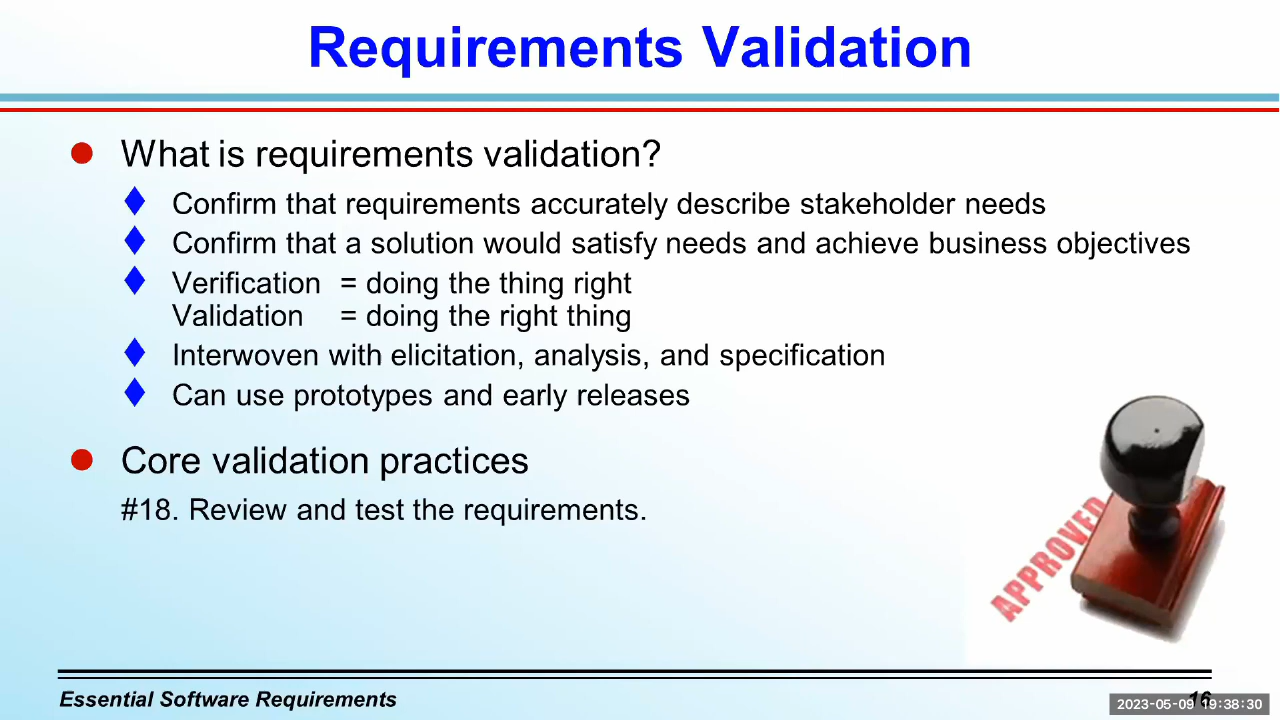 Requirements Validation
What is requirements validation?
Confirm that requirements accurately describe stakeholder needs
Confirm that a solution would satisfy needs and achieve business objectives
Verification = doing the thing right
Validation = doing the right thing
Interwoven with elicitation, analysis, and specification
Can use prototypes and early releases
Core validation practices
#18. Review and test the requirements.
APPROVED
Essential Software Requirements
16
2023-05-09 19:38:30